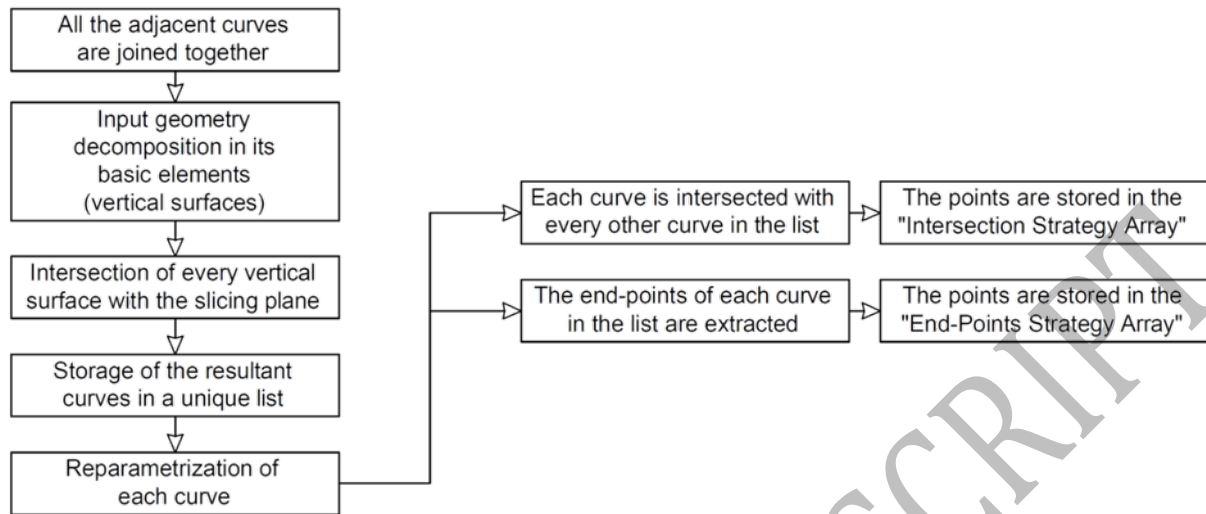 All the adjacent curves
are joined together
Input geometry
decomposition in its
basic elements
(vertical surfaces)
Intersection of every vertical
surface with the slicing plane
Storage of the resultant
curves in a unique list
Reparametrization of
each curve
Each curve is intersected with
every other curve in the list
The points are stored in the
"Intersection Strategy Array"
The end-points of each curve
in the list are extracted
The points are stored in the
"End-Points Strategy Array"
SCRIPT